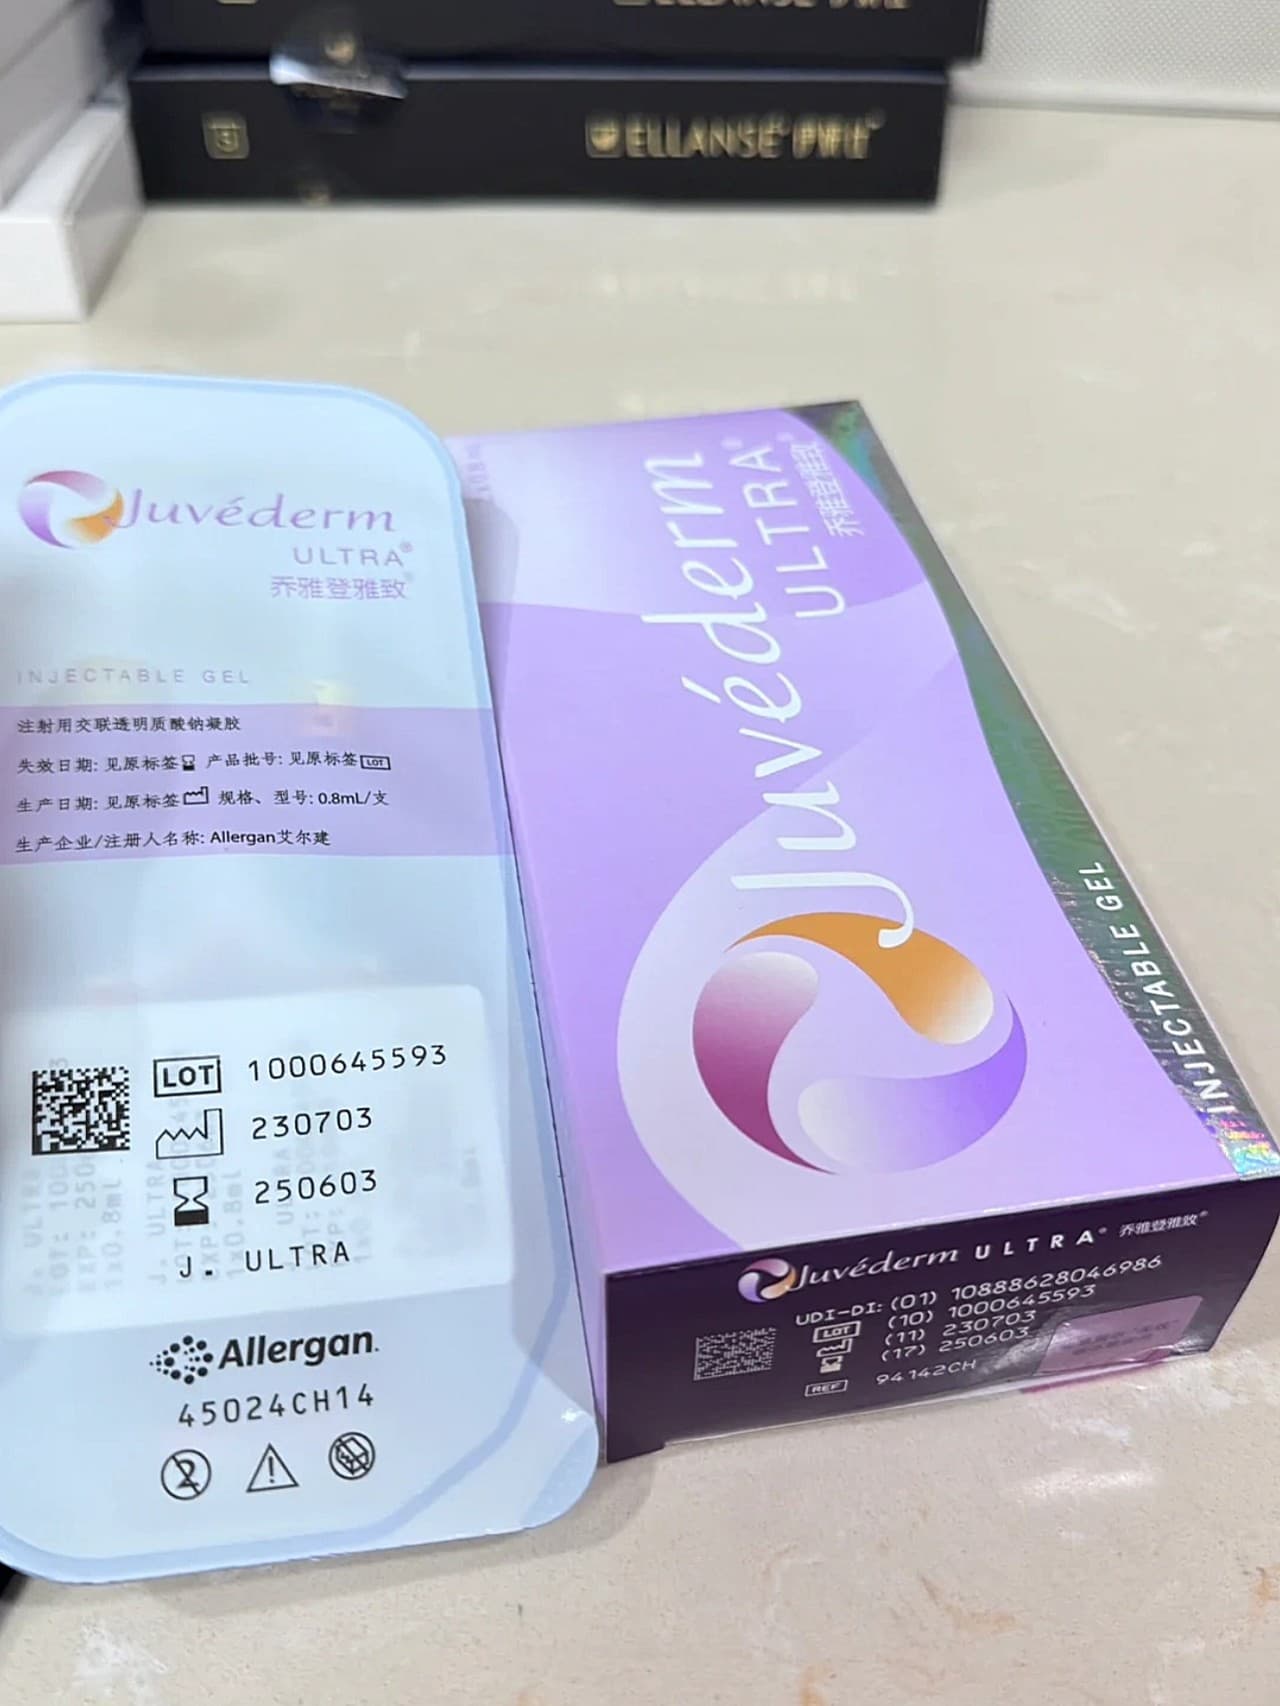 ELLANSÉ 伊妍仕
Juvéderm
ULTRA®
乔雅登雅致
INJECTABLE GEL
注射用交联透明质酸钠凝胶
失效日期: 见原标签 产品批号: 见原标签 LOT
生产日期: 见原标签 规格、型号: 0.8mL/支
生产企业/注册人名称: Allergan艾尔建
LOT 1000645593
230703
250603
J. ULTRA
Allergan.
45024CH14
Juvéderm
ULTRA®
乔雅登雅致®
INJECTABLE GEL
Juvéderm ULTRA® 乔雅登雅致®
UDI-DI: (01) 10888628046986
LOT (10) 1000645593
(11) 230703
(17) 250603
REF 94142CH